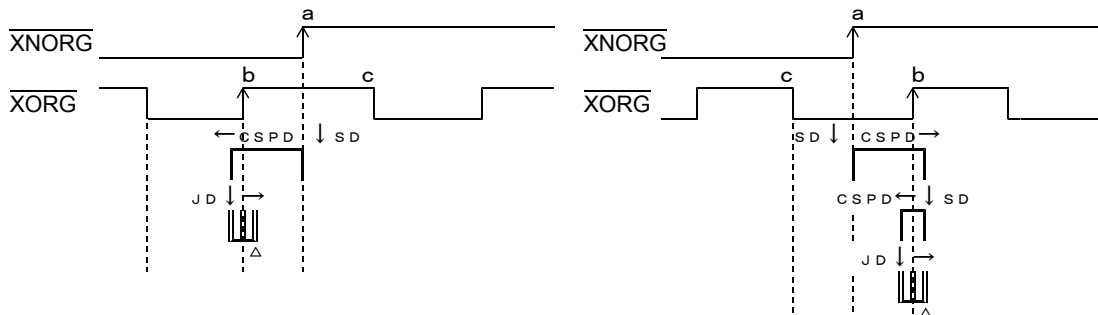 a
XNORG
b c
XORG
←CSPD ↓SD
JD↓→
△
a
XNORG
c b
XORG
SD↓ CSPD→
CSPD← ↓SD
JD↓→
△